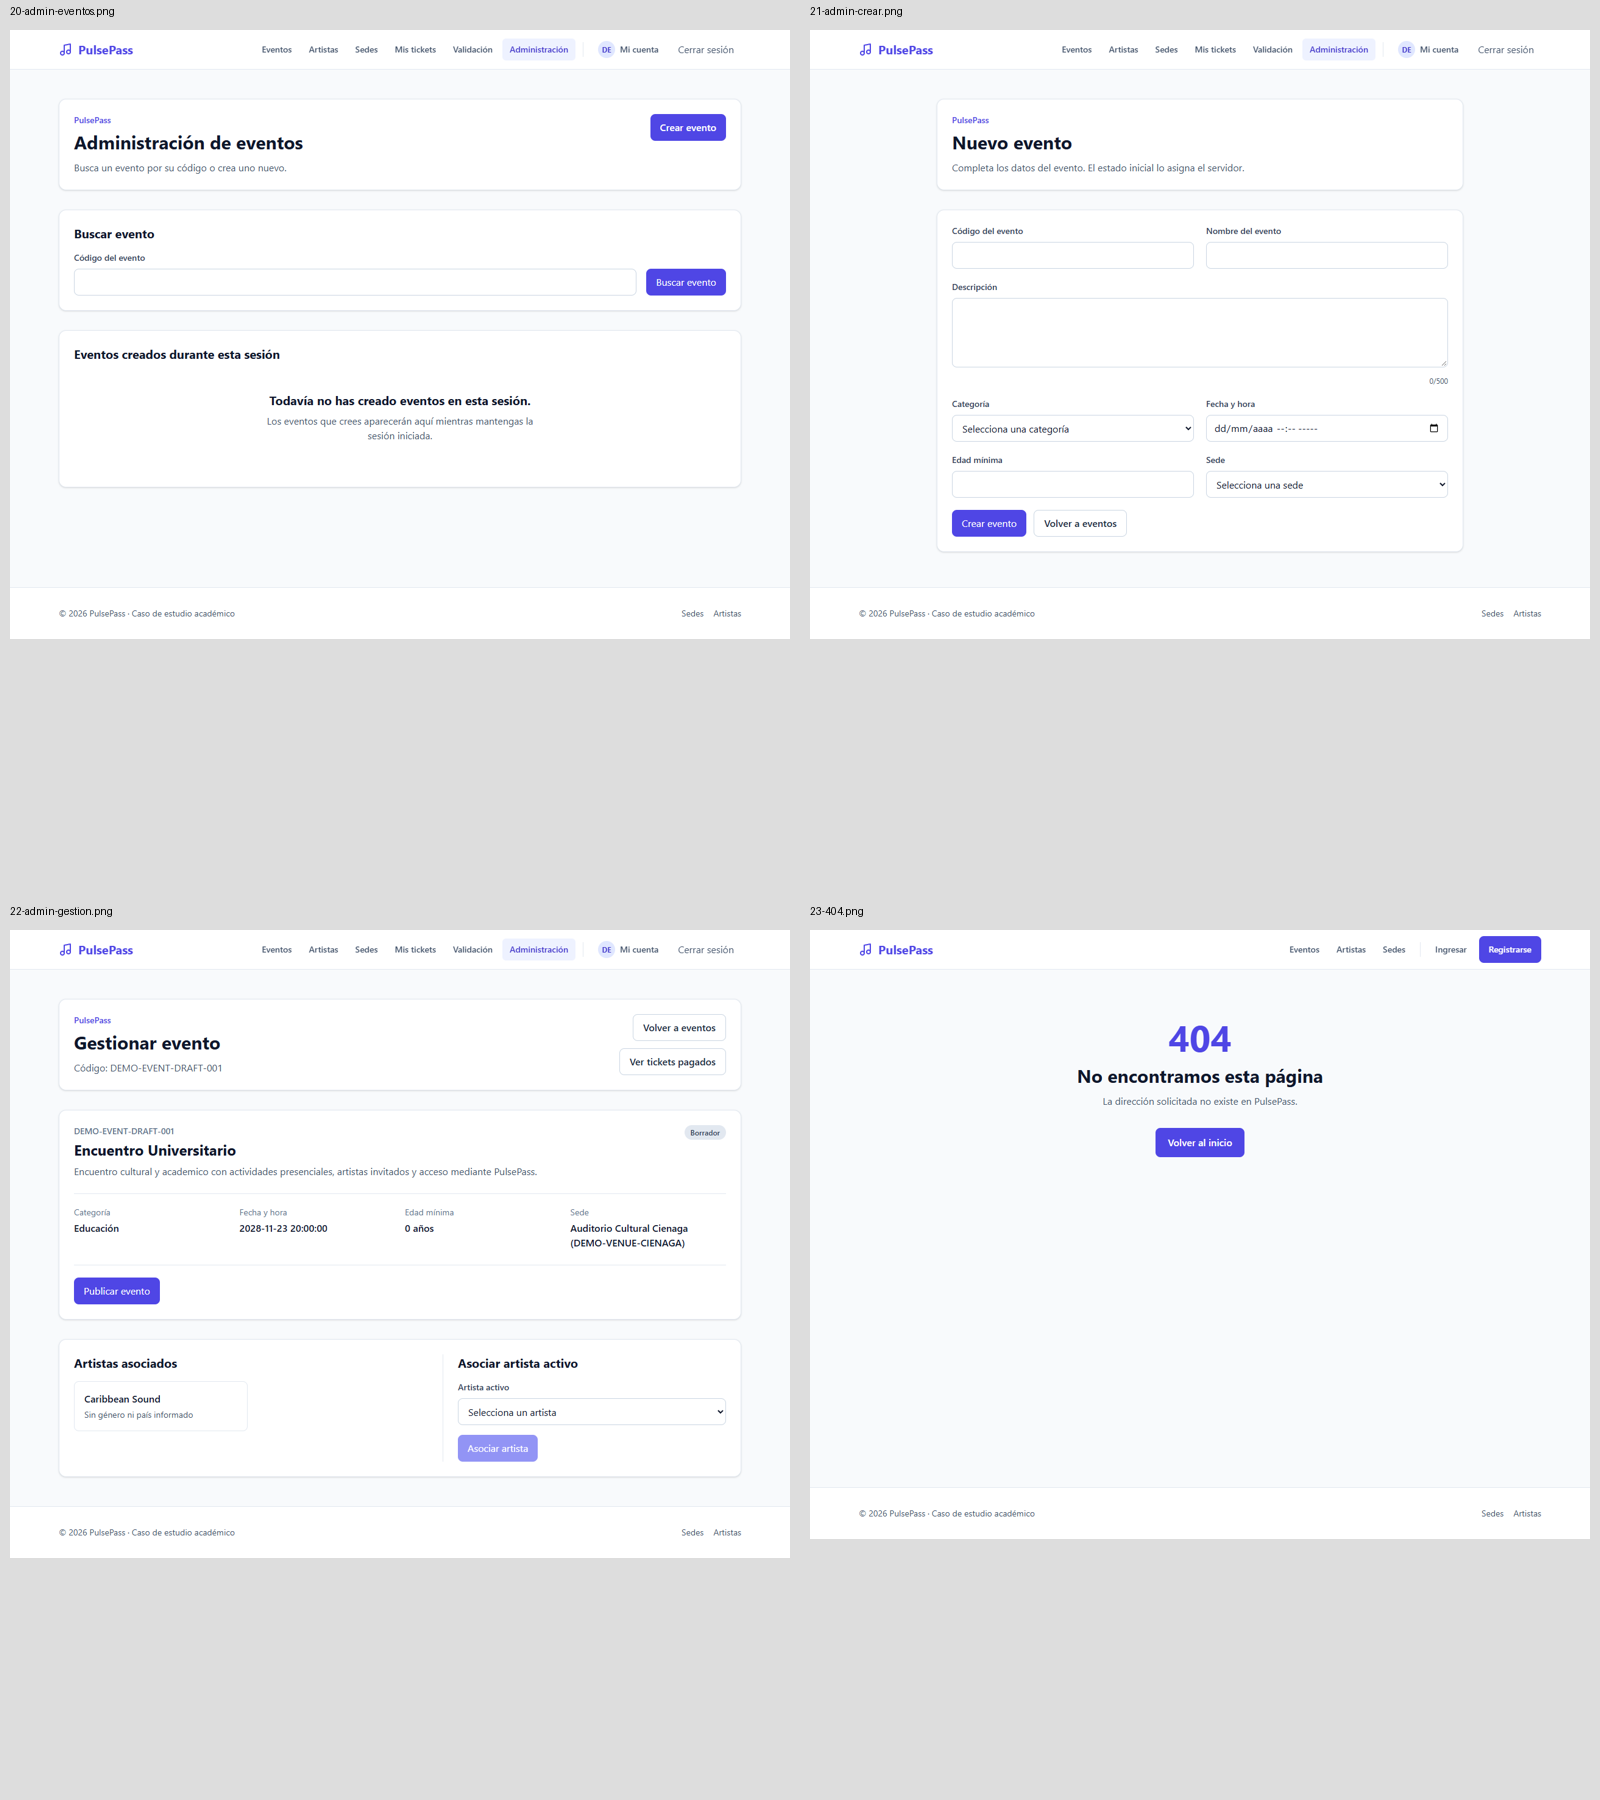 20-admin-eventos.png
PulsePass
Eventos Artistas Sedes Mis tickets Validación Administración DE Mi cuenta Cerrar sesión
PulsePass
Administración de eventos
Busca un evento por su código o crea uno nuevo.
Crear evento
Buscar evento
Código del evento
Buscar evento
Eventos creados durante esta sesión
Todavía no has creado eventos en esta sesión.
Los eventos que crees aparecerán aquí mientras mantengas la
sesión iniciada.
© 2026 PulsePass · Caso de estudio académico
Sedes Artistas
21-admin-crear.png
PulsePass
Eventos Artistas Sedes Mis tickets Validación Administración DE Mi cuenta Cerrar sesión
PulsePass
Nuevo evento
Completa los datos del evento. El estado inicial lo asigna el servidor.
Código del evento
Nombre del evento
Descripción
0/500
Categoría
Selecciona una categoría
Fecha y hora
dd/mm/aaaa --:-- -----
Edad mínima
Sede
Selecciona una sede
Crear evento
Volver a eventos
© 2026 PulsePass · Caso de estudio académico
Sedes Artistas
22-admin-gestion.png
PulsePass
Eventos Artistas Sedes Mis tickets Validación Administración DE Mi cuenta Cerrar sesión
PulsePass
Gestionar evento
Código: DEMO-EVENT-DRAFT-001
Volver a eventos
Ver tickets pagados
DEMO-EVENT-DRAFT-001
Borrador
Encuentro Universitario
Encuentro cultural y academico con actividades presenciales, artistas invitados y acceso mediante PulsePass.
Categoría
Educación
Fecha y hora
2028-11-23 20:00:00
Edad mínima
0 años
Sede
Auditorio Cultural Cienaga
(DEMO-VENUE-CIENAGA)
Publicar evento
Artistas asociados
Caribbean Sound
Sin género ni país informado
Asociar artista activo
Artista activo
Selecciona un artista
Asociar artista
© 2026 PulsePass · Caso de estudio académico
Sedes Artistas
23-404.png
PulsePass
Eventos Artistas Sedes Ingresar Registrarse
404
No encontramos esta página
La dirección solicitada no existe en PulsePass.
Volver al inicio
© 2026 PulsePass · Caso de estudio académico
Sedes Artistas